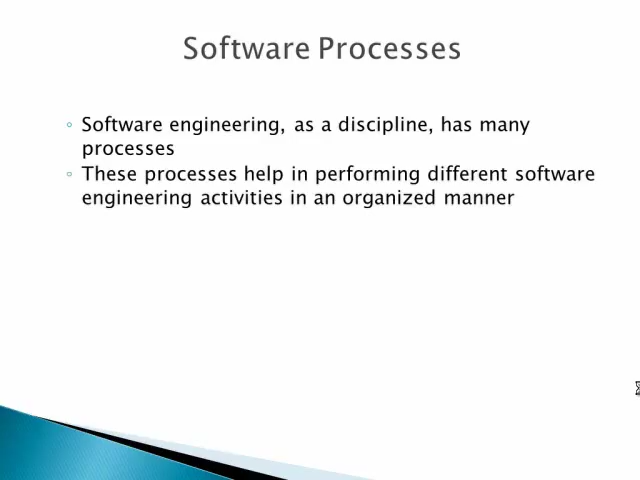 Software Processes
◦ Software engineering, as a discipline, has many
processes
◦ These processes help in performing different software
engineering activities in an organized manner